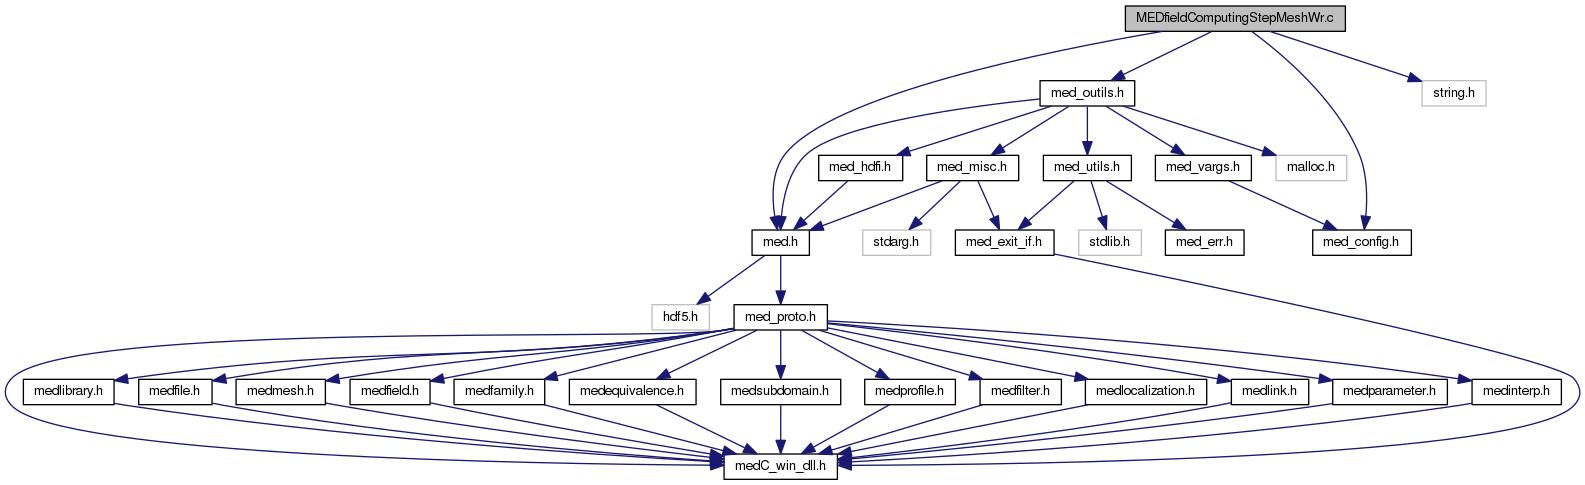 MEDfieldComputingStepMeshWr.c
med_outils.h
string.h
med_hdfi.h
med_misc.h
med_utils.h
med_vargs.h
malloc.h
med.h
stdarg.h
med_exit_if.h
stdlib.h
med_err.h
med_config.h
hdf5.h
med_proto.h
medlibrary.h
medfile.h
medmesh.h
medfield.h
medfamily.h
medequivalence.h
medsubdomain.h
medprofile.h
medfilter.h
medlocalization.h
medlink.h
medparameter.h
medinterp.h
medC_win_dll.h